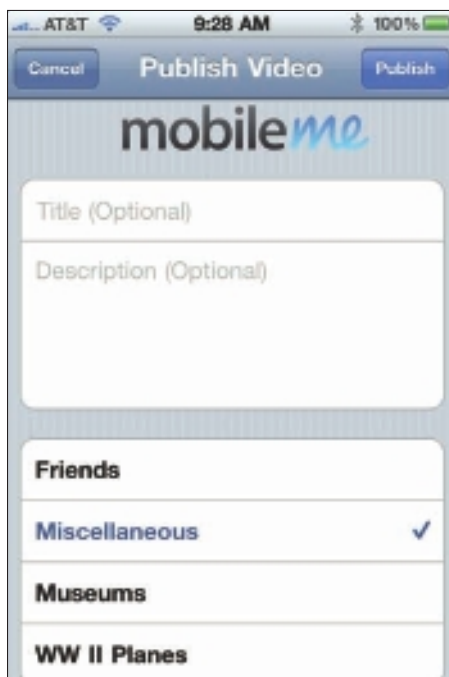 AT&T 9:28 AM 100%
Cancel Publish Video Publish
mobileme
Title (Optional)
Description (Optional)
Friends
Miscellaneous
Museums
WW II Planes